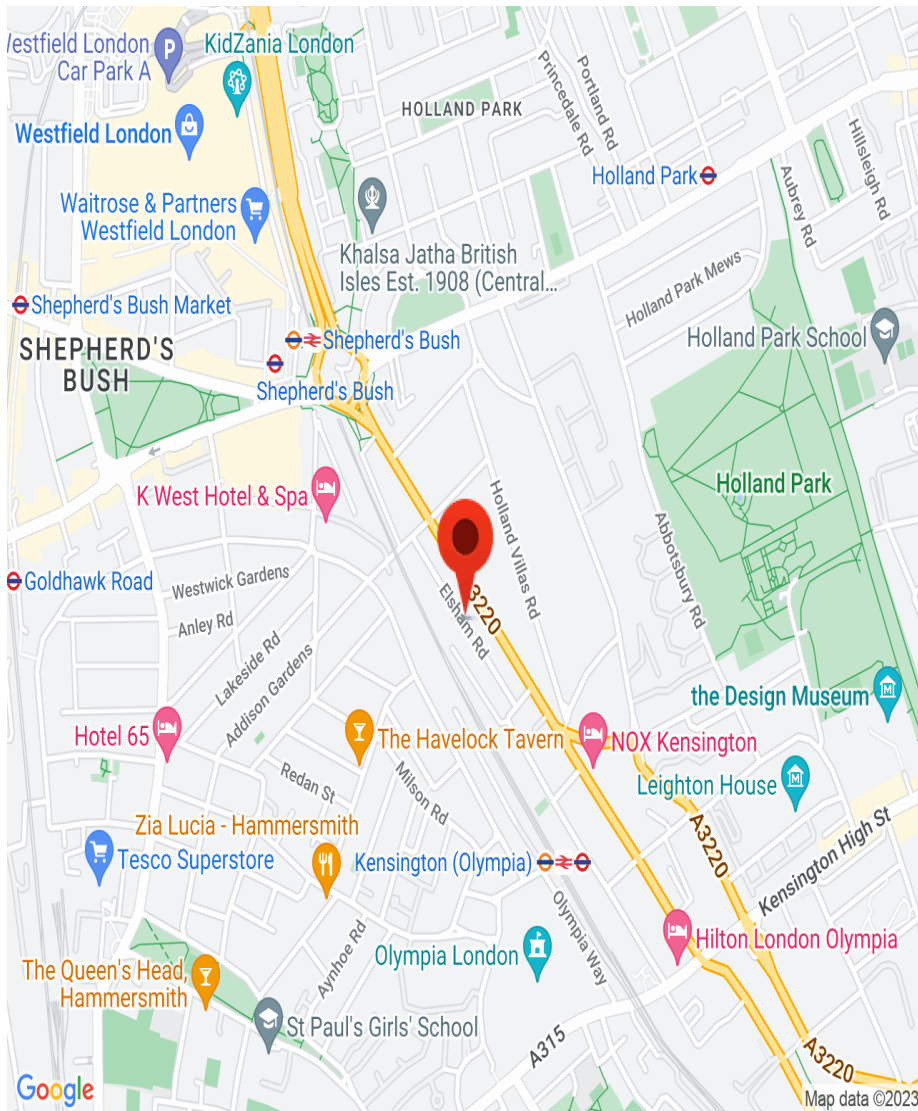 Westfield London
Car Park A
KidZania London
Princedale Rd
Portland Rd
HOLLAND PARK
Westfield London
Holland Park
Hillsleigh Rd
Aubrey Rd
Waitrose & Partners
Westfield London
Khalsa Jatha British
Isles Est. 1908 (Central...
Holland Park Mews
Shepherd's Bush Market
Shepherd's Bush
Holland Park School
SHEPHERD'S
BUSH
Shepherd's Bush
Holland Park
K West Hotel & Spa
Holland Villas Rd
Abbotsbury Rd
Goldhawk Road
Westwick Gardens
Elsham Rd
3220
Anley Rd
Lakeside Rd
Addison Gardens
the Design Museum
Hotel 65
The Havelock Tavern
NOX Kensington
Redan St
Milson Rd
Leighton House
Zia Lucia - Hammersmith
A3220
Kensington High St
Tesco Superstore
Kensington (Olympia)
Olympia Way
Aynhoe Rd
Olympia London
Hilton London Olympia
The Queen's Head,
Hammersmith
St Paul's Girls' School
A315
A3220
Google
Map data ©2023